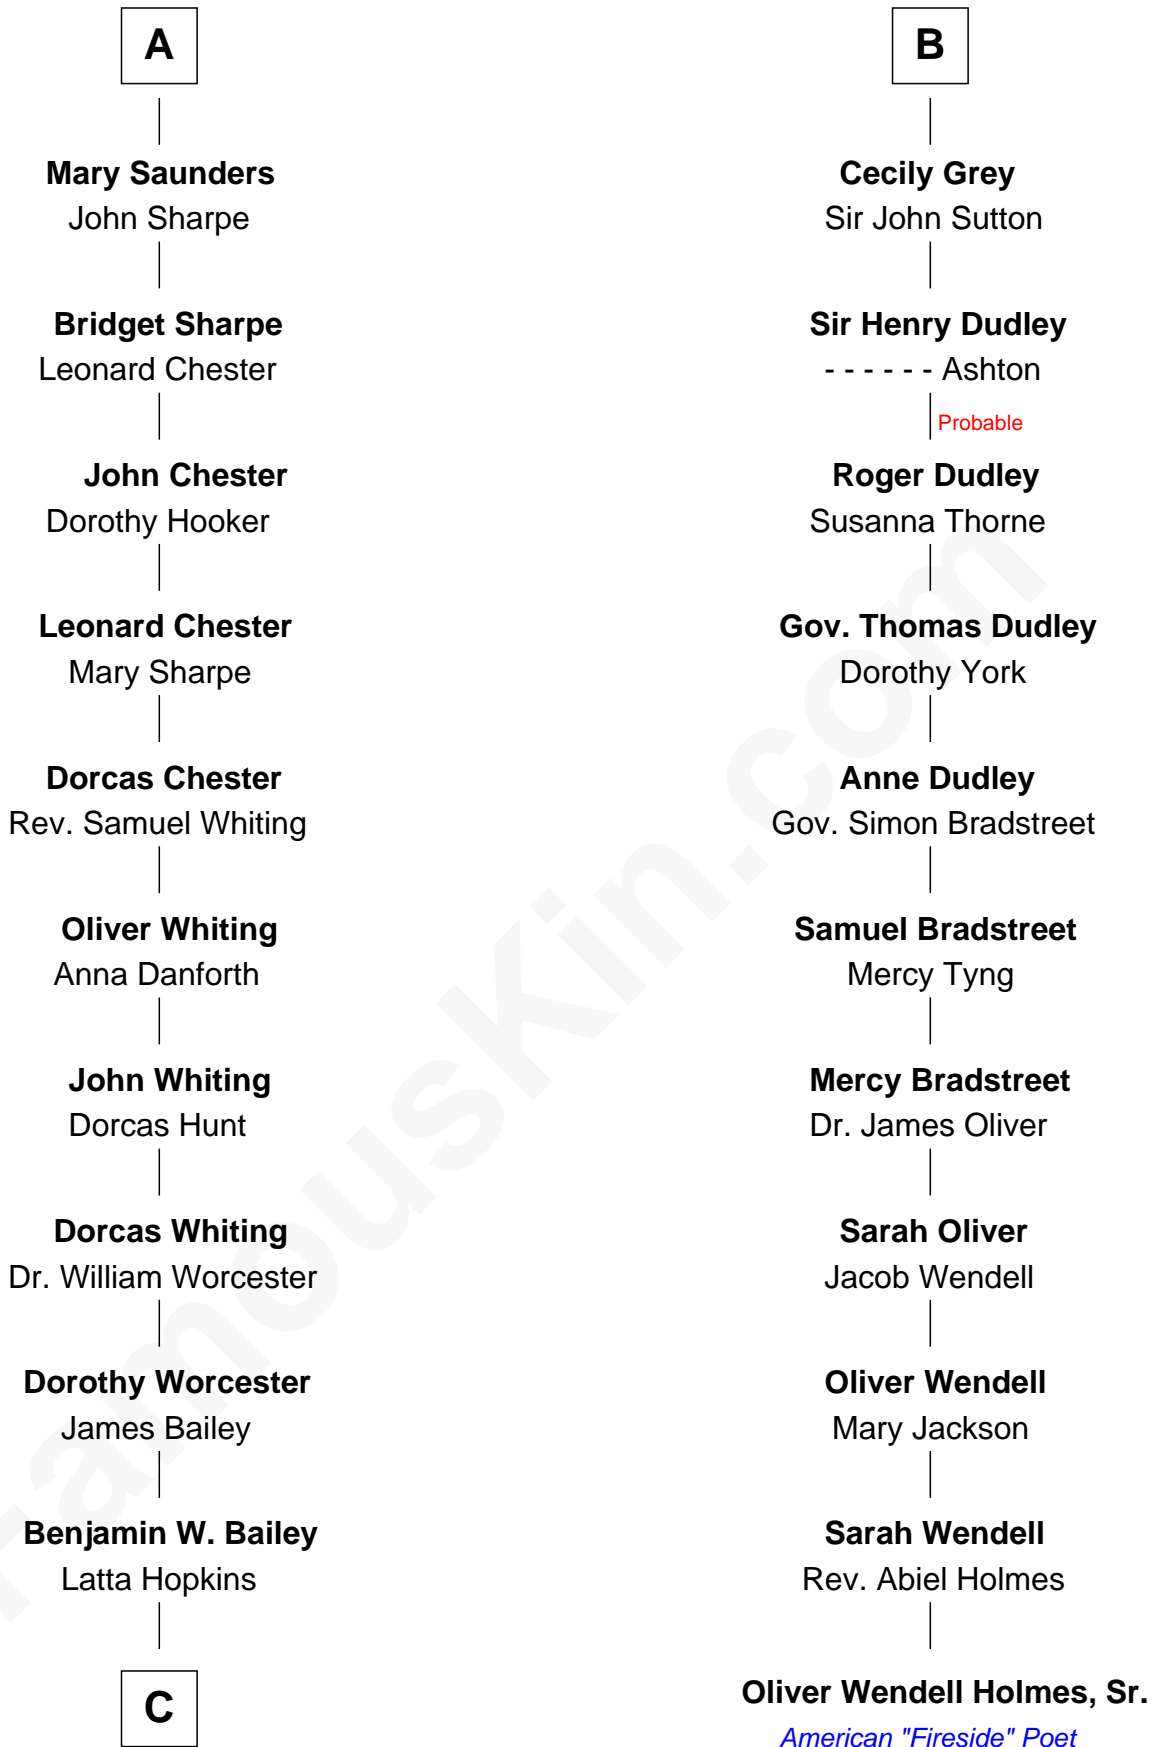 A
Mary Saunders
John Sharpe
Bridget Sharpe
Leonard Chester
John Chester
Dorothy Hooker
Leonard Chester
Mary Sharpe
Dorcas Chester
Rev. Samuel Whiting
Oliver Whiting
Anna Danforth
John Whiting
Dorcas Hunt
Dorcas Whiting
Dr. William Worcester
Dorothy Worcester
James Bailey
Benjamin W. Bailey
Latta Hopkins
C
B
Cecily Grey
Sir John Sutton
Sir Henry Dudley
- - - - - - Ashton
Probable
Roger Dudley
Susanna Thorne
Gov. Thomas Dudley
Dorothy York
Anne Dudley
Gov. Simon Bradstreet
Samuel Bradstreet
Mercy Tyng
Mercy Bradstreet
Dr. James Oliver
Sarah Oliver
Jacob Wendell
Oliver Wendell
Mary Jackson
Sarah Wendell
Rev. Abiel Holmes
Oliver Wendell Holmes, Sr.
American "Fireside" Poet
FamousKin.com